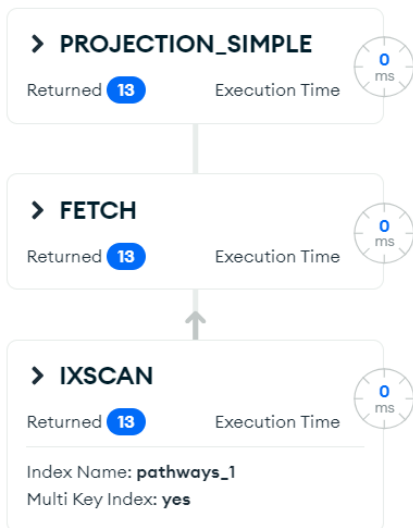 PROJECTION_SIMPLE
Returned 13 Execution Time 0 ms
FETCH
Returned 13 Execution Time 0 ms
IXSCAN
Returned 13 Execution Time 0 ms
Index Name: pathways_1
Multi Key Index: yes